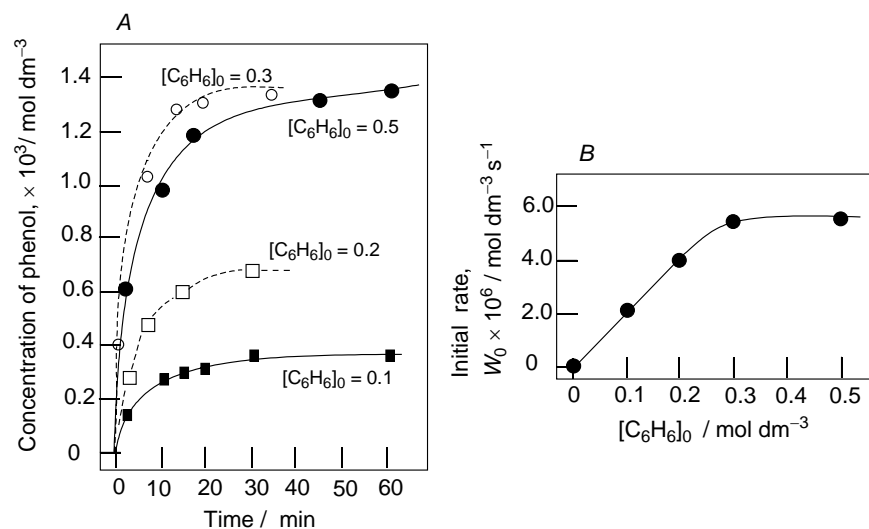 A
Concentration of phenol, × 10³/ mol dm⁻³
1.4
1.2
1.0
0.8
0.6
0.4
0.2
0
[C₆H₆]₀ = 0.3
[C₆H₆]₀ = 0.5
[C₆H₆]₀ = 0.2
[C₆H₆]₀ = 0.1
0 10 20 30 40 50 60
Time / min
B
Initial rate,
W₀ × 10⁶ / mol dm⁻³ s⁻¹
6.0
4.0
2.0
0
0 0.1 0.2 0.3 0.4 0.5
[C₆H₆]₀ / mol dm⁻³